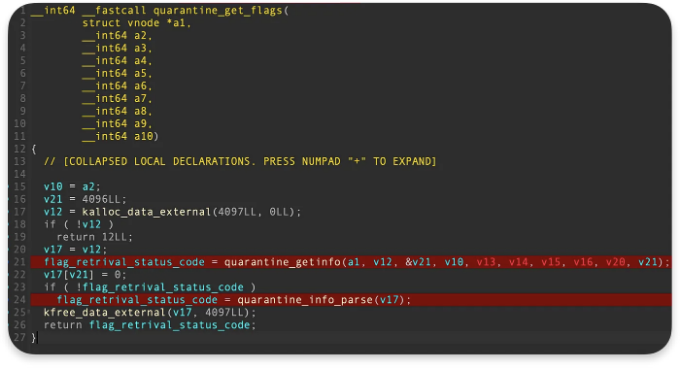 1 __int64 __fastcall quarantine_get_flags(
2 struct vnode *a1,
3 __int64 a2,
4 __int64 a3,
5 __int64 a4,
6 __int64 a5,
7 __int64 a6,
8 __int64 a7,
9 __int64 a8,
10 __int64 a9,
11 __int64 a10)
12 {
13 // [COLLAPSED LOCAL DECLARATIONS. PRESS NUMPAD "+" TO EXPAND]
14
15 v10 = a2;
16 v21 = 4096LL;
17 v12 = kalloc_data_external(4097LL, 0LL);
18 if ( !v12 )
19 return 12LL;
20 v17 = v12;
21 flag_retrival_status_code = quarantine_getinfo(a1, v12, &v21, v10, v13, v14, v15, v16, v20, v21);
22 v17[v21] = 0;
23 if ( !flag_retrival_status_code )
24 flag_retrival_status_code = quarantine_info_parse(v17);
25 kfree_data_external(v17, 4097LL);
26 return flag_retrival_status_code;
27 }